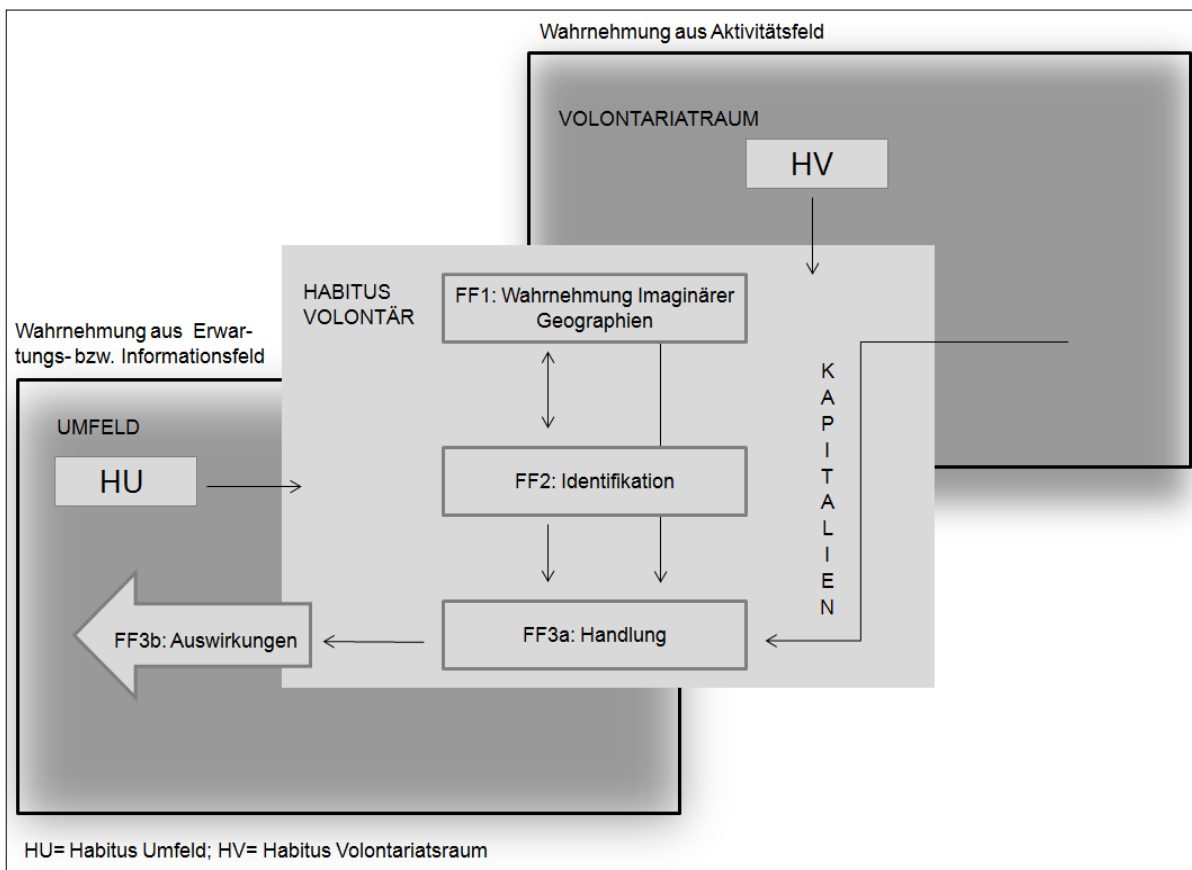 Wahrnehmung aus Aktivitätsfeld
VOLONTARIATRAUM
HV
HABITUS
VOLONTÄR
FF1: Wahrnehmung Imaginärer
Geographien
Wahrnehmung aus Erwar-
tungs- bzw. Informationsfeld
UMFELD
HU
FF2: Identifikation
K
A
P
I
T
A
L
I
E
N
FF3b: Auswirkungen
FF3a: Handlung
HU= Habitus Umfeld; HV= Habitus Volontariatsraum